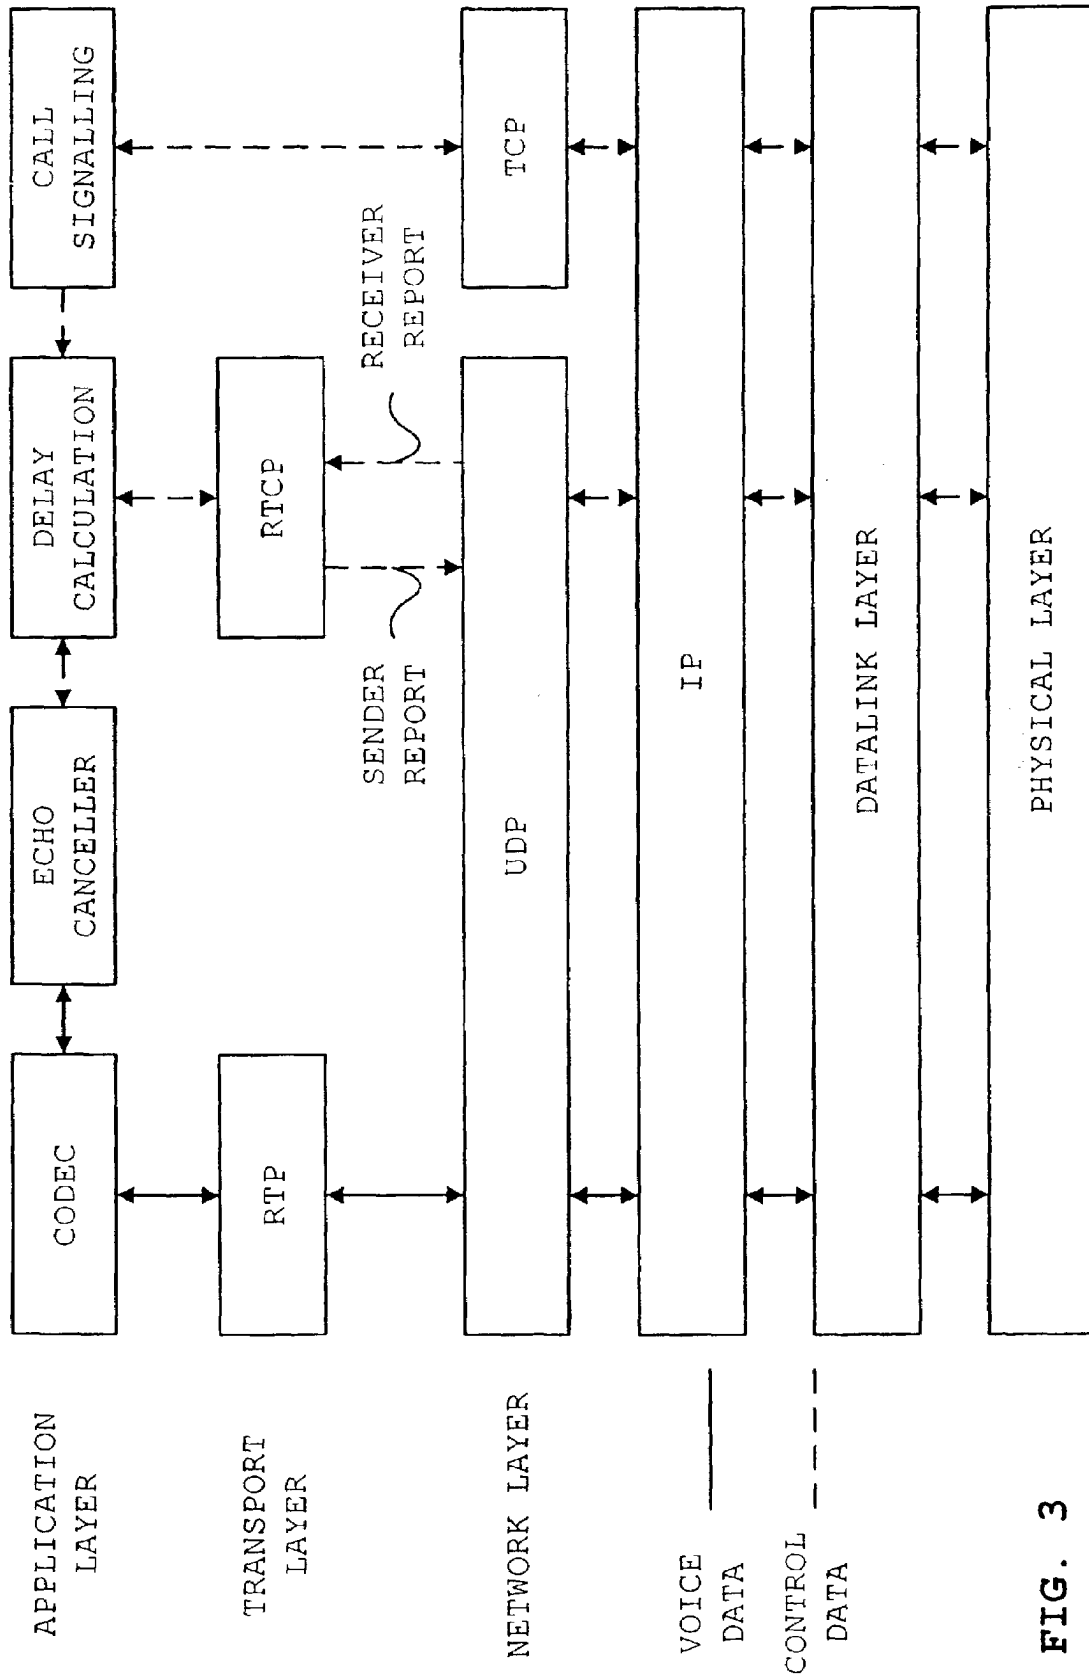 APPLICATION
LAYER
CODEC
ECHO
CANCELLER
DELAY
CALCULATION
CALL
SIGNALLING
TRANSPORT
LAYER
RTP
RTCP
SENDER
REPORT
RECEIVER
REPORT
NETWORK LAYER
UDP
TCP
IP
VOICE
DATA
CONTROL
DATA
DATALINK LAYER
PHYSICAL LAYER
FIG. 3